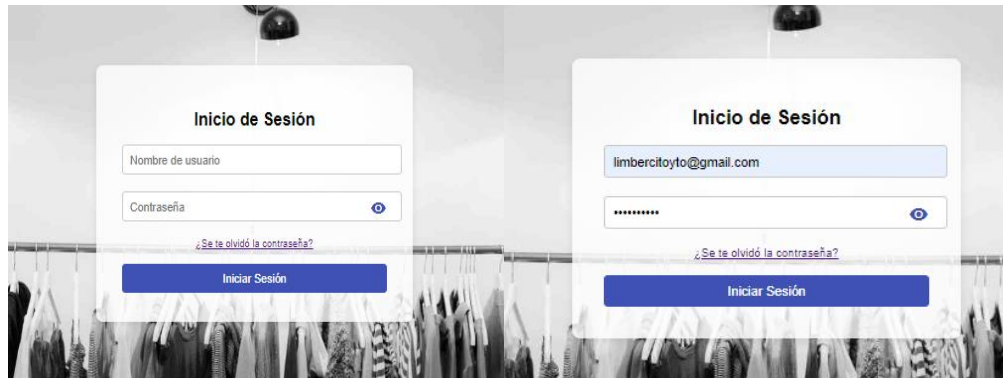 Inicio de Sesión
Nombre de usuario
Contraseña
¿Se te olvidó la contraseña?
Iniciar Sesión
Inicio de Sesión
limbercitoyto@gmail.com
••••••••••
¿Se te olvidó la contraseña?
Iniciar Sesión